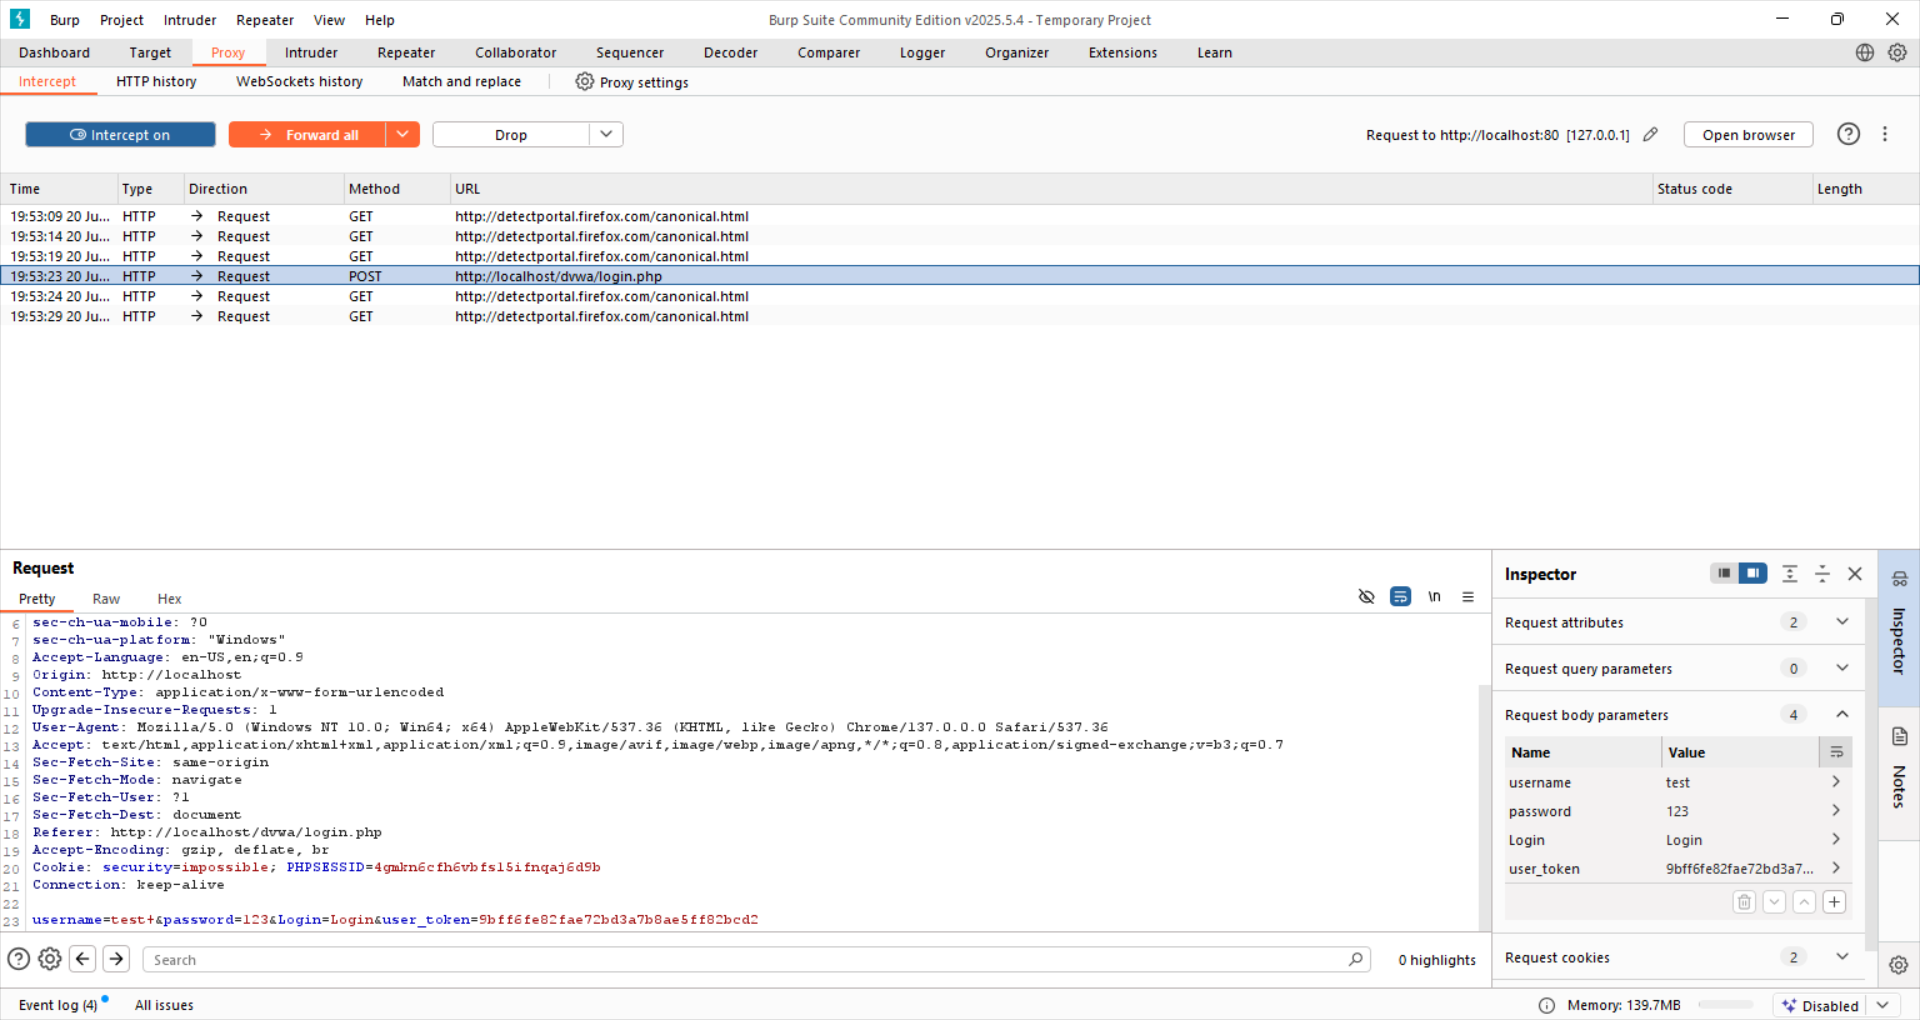 Burp Project Intruder Repeater View Help Burp Suite Community Edition v2025.5.4 - Temporary Project
Dashboard Target Proxy Intruder Repeater Collaborator Sequencer Decoder Comparer Logger Organizer Extensions Learn
Intercept HTTP history WebSockets history Match and replace Proxy settings
Intercept on Forward all Drop Request to http://localhost:80 [127.0.0.1] Open browser
Time Type Direction Method URL Status code Length
19:53:09 20 Ju... HTTP → Request GET http://detectportal.firefox.com/canonical.html
19:53:14 20 Ju... HTTP → Request GET http://detectportal.firefox.com/canonical.html
19:53:19 20 Ju... HTTP → Request GET http://detectportal.firefox.com/canonical.html
19:53:23 20 Ju... HTTP → Request POST http://localhost/dvwa/login.php
19:53:24 20 Ju... HTTP → Request GET http://detectportal.firefox.com/canonical.html
19:53:29 20 Ju... HTTP → Request GET http://detectportal.firefox.com/canonical.html
Request
Pretty Raw Hex \n
6 sec-ch-ua-mobile: ?0
7 sec-ch-ua-platform: "Windows"
8 Accept-Language: en-US,en;q=0.9
9 Origin: http://localhost
10 Content-Type: application/x-www-form-urlencoded
11 Upgrade-Insecure-Requests: 1
12 User-Agent: Mozilla/5.0 (Windows NT 10.0; Win64; x64) AppleWebKit/537.36 (KHTML, like Gecko) Chrome/137.0.0.0 Safari/537.36
13 Accept: text/html,application/xhtml+xml,application/xml;q=0.9,image/avif,image/webp,image/apng,*/*;q=0.8,application/signed-exchange;v=b3;q=0.7
14 Sec-Fetch-Site: same-origin
15 Sec-Fetch-Mode: navigate
16 Sec-Fetch-User: ?1
17 Sec-Fetch-Dest: document
18 Referer: http://localhost/dvwa/login.php
19 Accept-Encoding: gzip, deflate, br
20 Cookie: security=impossible; PHPSESSID=4gmkn6cfh6vbfs15ifnqaj6d9b
21 Connection: keep-alive
22
23 username=test+&password=123&Login=Login&user_token=9bff6fe82fae72bd3a7b8ae5ff82bcd2
Search 0 highlights
Inspector
Request attributes 2
Request query parameters 0
Request body parameters 4
Name Value
username test
password 123
Login Login
user_token 9bff6fe82fae72bd3a7...
Request cookies 2
Inspector
Notes
Event log (4) All issues Memory: 139.7MB Disabled